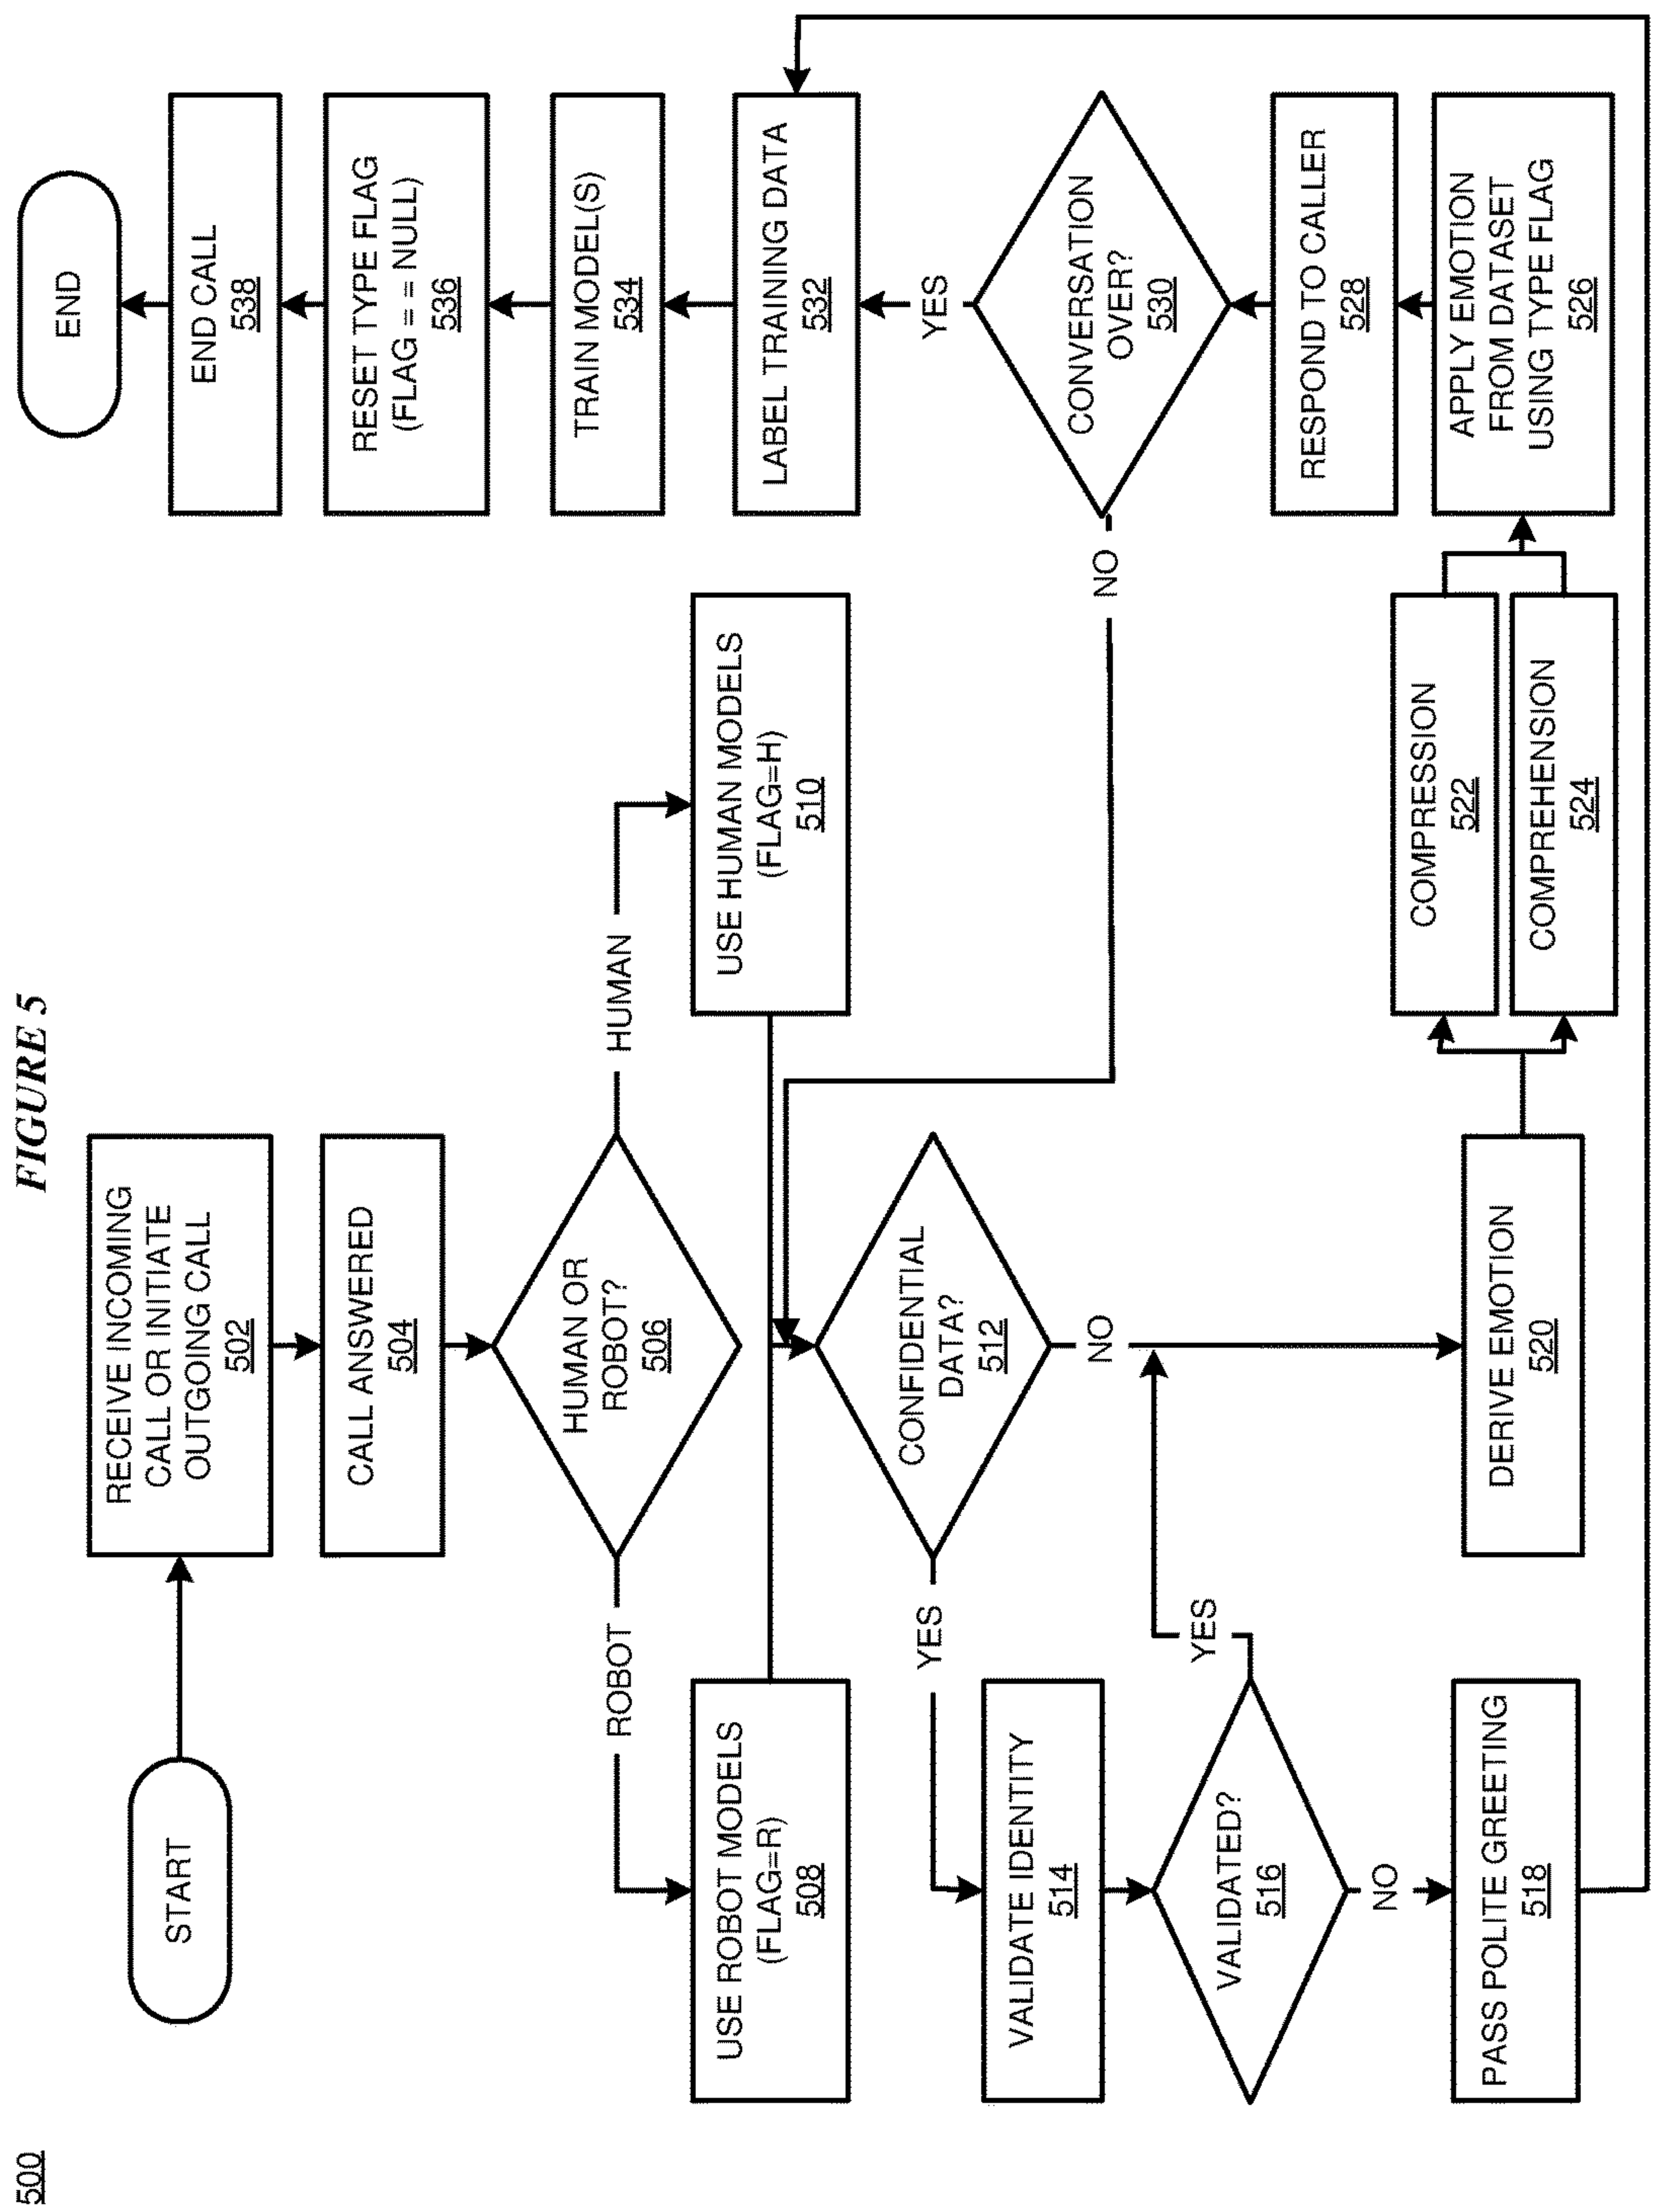 500
FIGURE 5
START
RECEIVE INCOMING
CALL OR INITIATE
OUTGOING CALL
502
CALL ANSWERED
504
HUMAN OR
ROBOT?
506
ROBOT
HUMAN
USE ROBOT MODELS
(FLAG=R)
508
USE HUMAN MODELS
(FLAG=H)
510
CONFIDENTIAL
DATA?
512
YES
NO
VALIDATE IDENTITY
514
VALIDATED?
516
YES
NO
PASS POLITE GREETING
518
DERIVE EMOTION
520
COMPRESSION
522
COMPREHENSION
524
APPLY EMOTION
FROM DATASET
USING TYPE FLAG
526
RESPOND TO CALLER
528
CONVERSATION
OVER?
530
NO
YES
LABEL TRAINING DATA
532
TRAIN MODEL(S)
534
RESET TYPE FLAG
(FLAG = = NULL)
536
END CALL
538
END